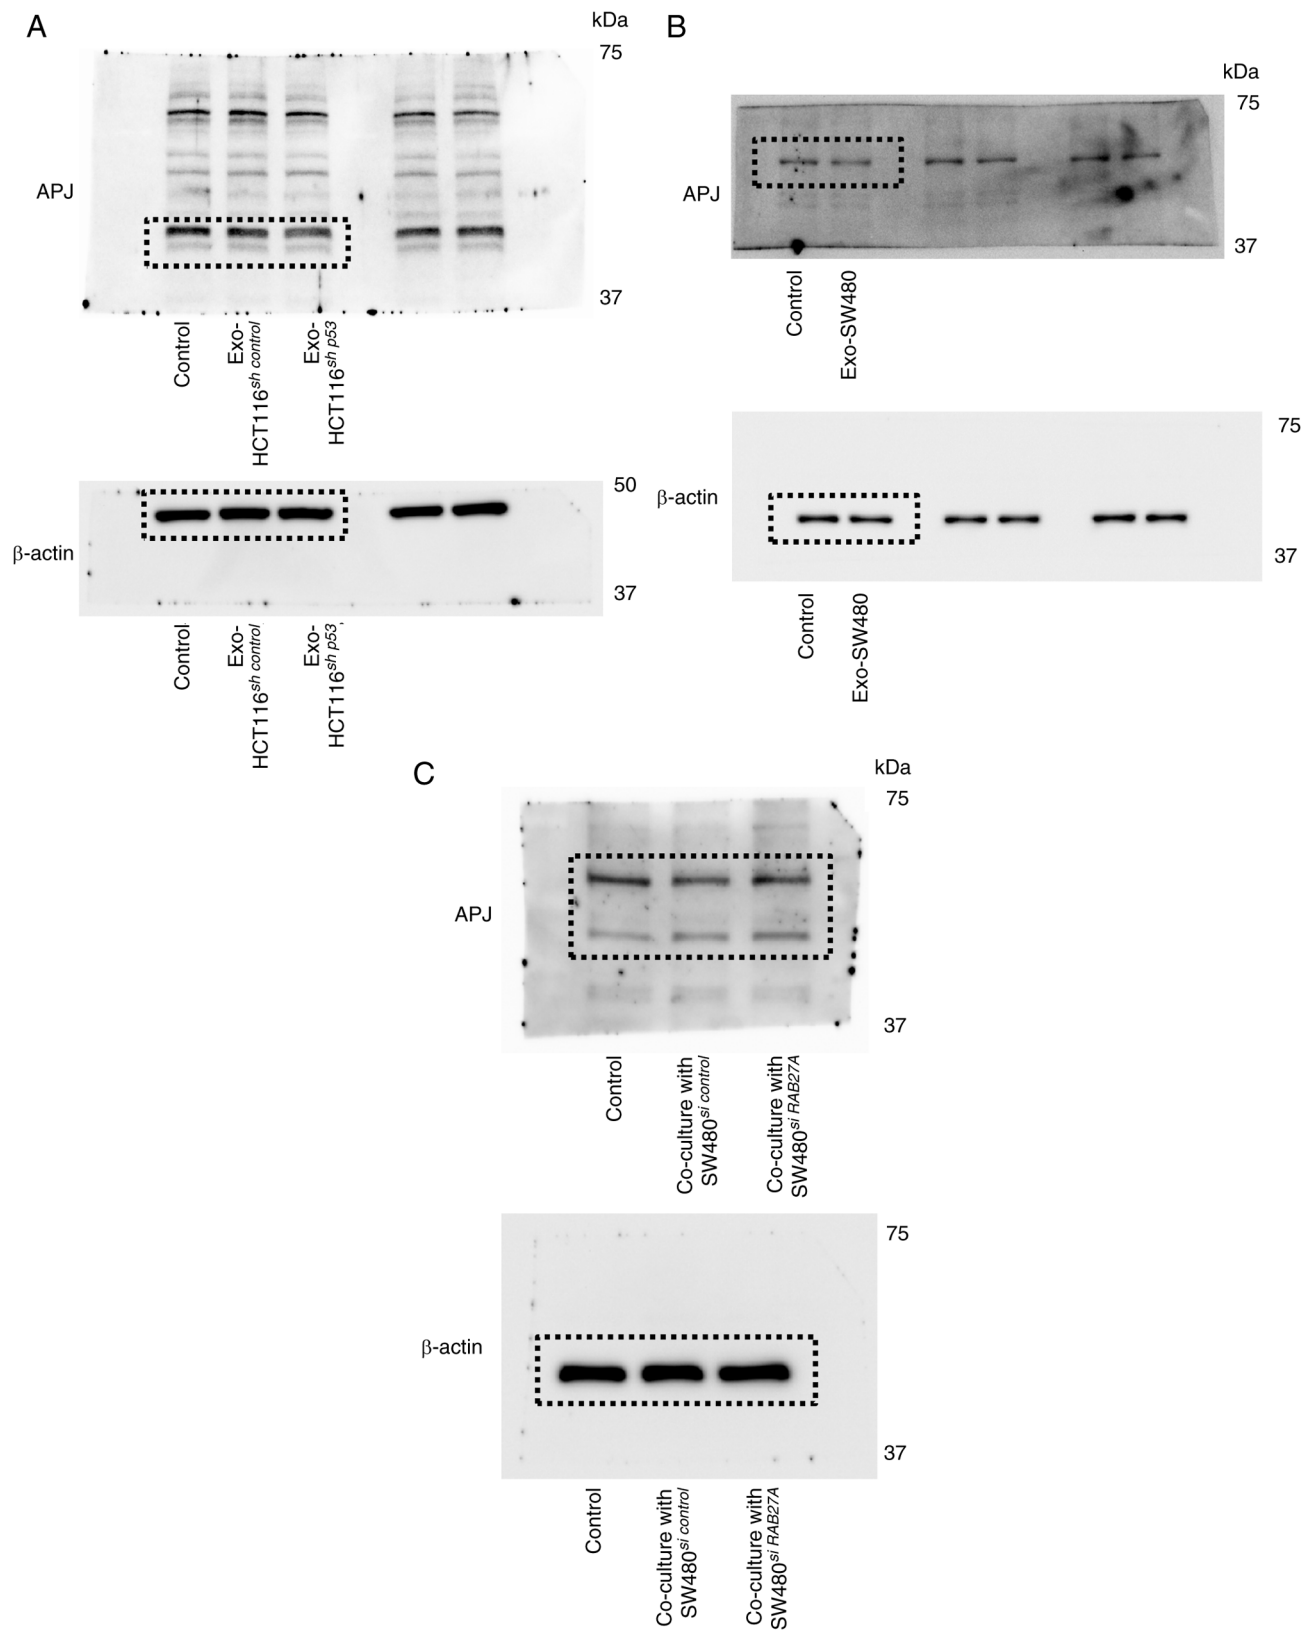 A
kDa
75
APJ
37
Control
Exo-
HCT116sh control
Exo-
HCT116sh p53
50
β-actin
37
Control
Exo-
HCT116sh control
Exo-
HCT116sh p53
B
kDa
75
APJ
37
Control
Exo-SW480
75
β-actin
37
Control
Exo-SW480
C
kDa
75
APJ
37
Control
Co-culture with
SW480si control
Co-culture with
SW480si RAB27A
75
β-actin
37
Control
Co-culture with
SW480si control
Co-culture with
SW480si RAB27A